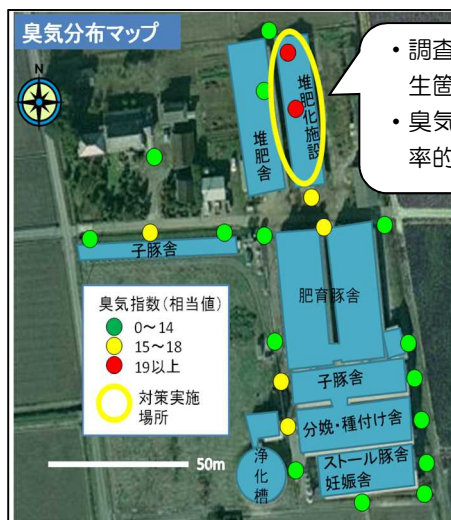 臭気分布マップ
N
・調査
生箇
・臭気
率的
堆肥化施設
堆肥舎
子豚舎
肥育豚舎
臭気指数(相当値)
0～14
15～18
19以上
対策実施
場所
子豚舎
分娩・種付け舎
ストール豚舎
妊娠舎
浄化槽
50m